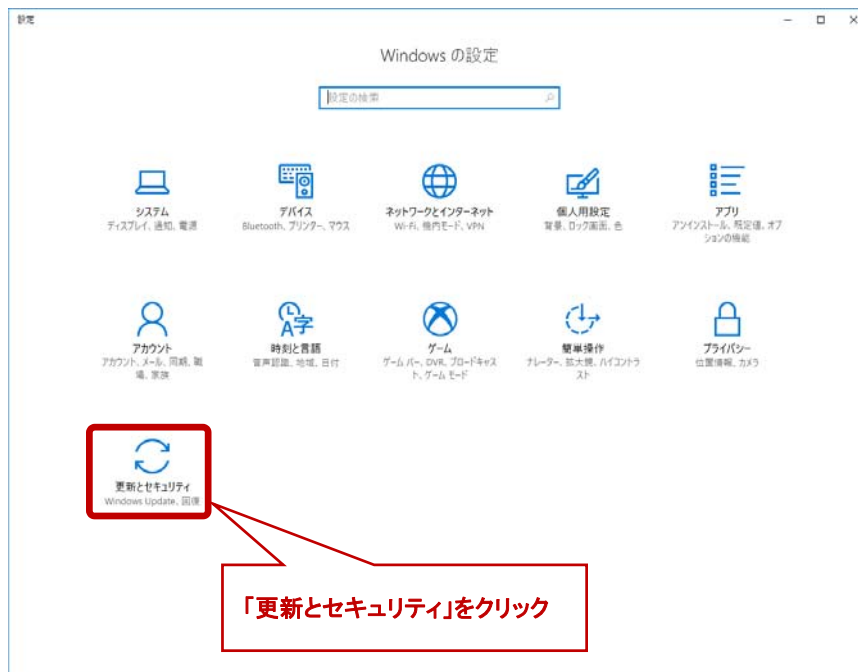 設定
Windows の設定
設定の検索
システム
ディスプレイ、通知、電源
デバイス
Bluetooth、プリンター、マウス
ネットワークとインターネット
Wi-Fi、機内モード、VPN
個人用設定
背景、ロック画面、色
アプリ
アンインストール、既定値、オプ
ションの機能
アカウント
アカウント、メール、同期、職
場、家族
時刻と言語
音声認識、地域、日付
ゲーム
ゲーム バー、DVR、ブロードキャス
ト、ゲーム モード
簡単操作
ナレーター、拡大鏡、ハイコントラ
スト
プライバシー
位置情報、カメラ
更新とセキュリティ
Windows Update、回復
「更新とセキュリティ」をクリック